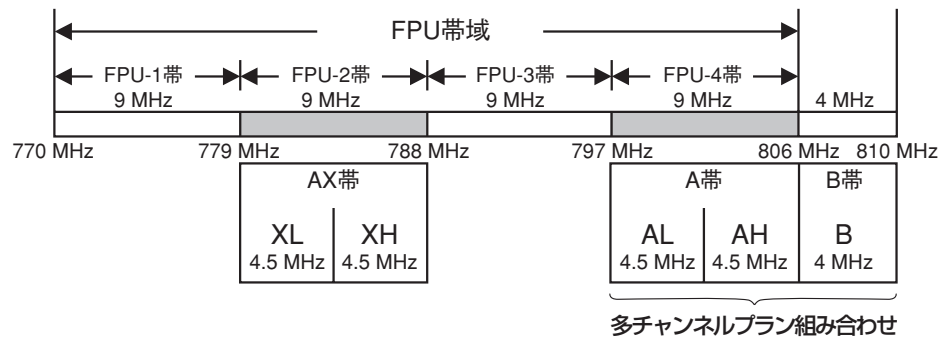 FPU帯域
FPU-1帯 FPU-2帯 FPU-3帯 FPU-4帯
9 MHz 9 MHz 9 MHz 9 MHz 4 MHz
770 MHz 779 MHz 788 MHz 797 MHz 806 MHz 810 MHz
AX帯 A帯 B帯
XL XH AL AH B
4.5 MHz 4.5 MHz 4.5 MHz 4.5 MHz 4 MHz
多チャンネルプラン組み合わせ